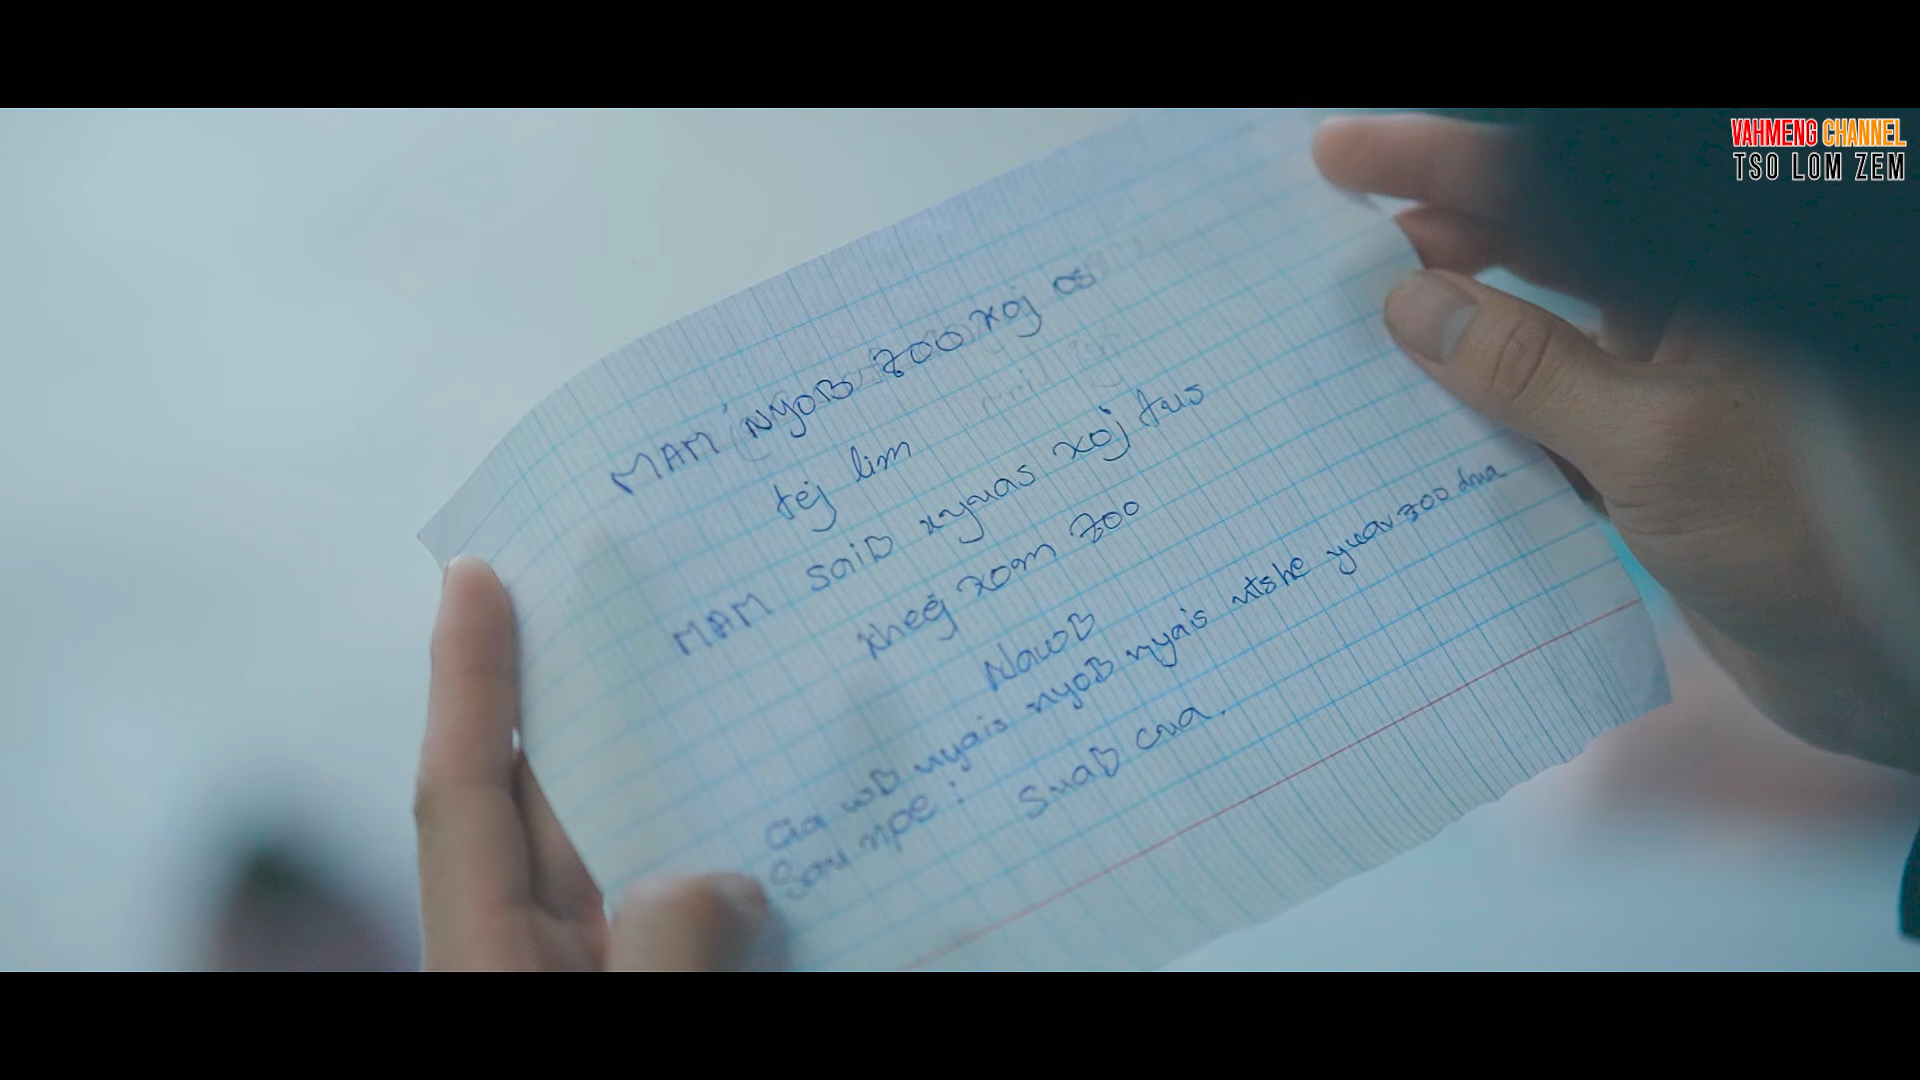 VAHMENG CHANNEL
TSO LOM ZEM
MAM NyoB zoo xoj os
tej lim
MAM saiB xyuas xoj tus
kheej xom zoo
NawB
Cia wB nyais nyoB nyais ntshe yuav zoo dua
Sau npe: SuaB cua.